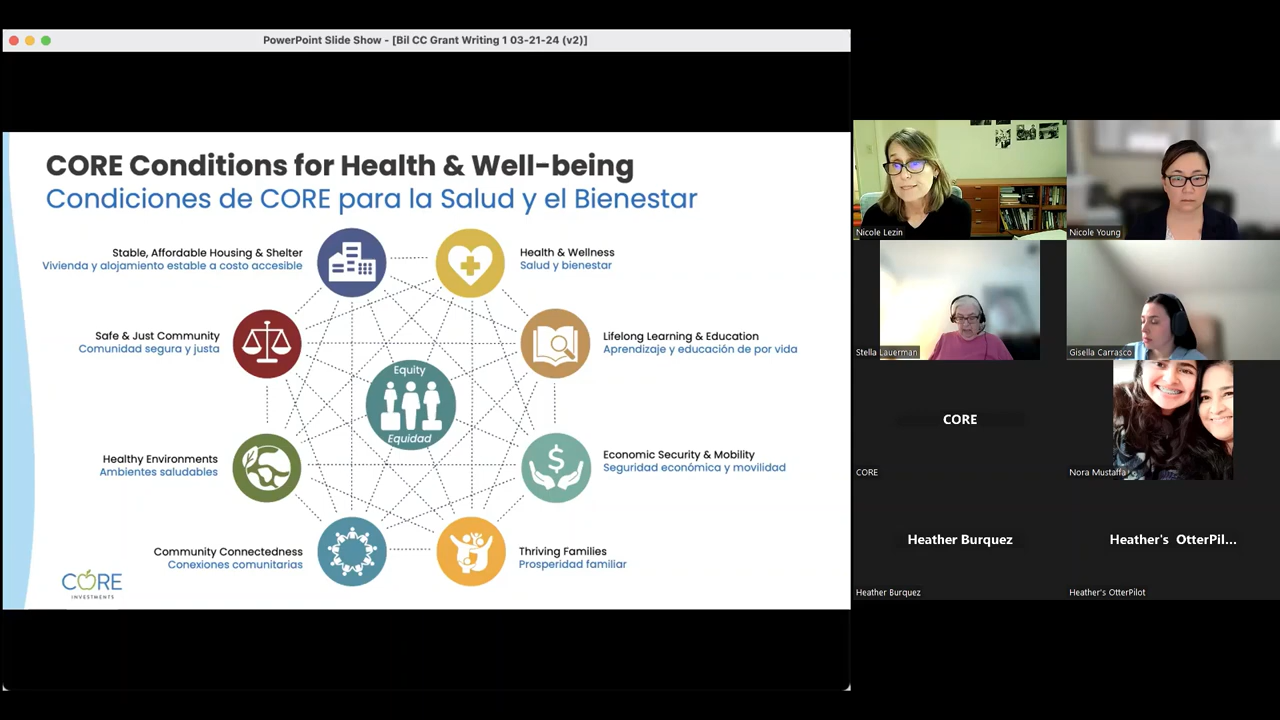 PowerPoint Slide Show - [Bil CC Grant Writing 1 03-21-24 (v2)]
CORE Conditions for Health & Well-being
Condiciones de CORE para la Salud y el Bienestar
Stable, Affordable Housing & Shelter
Vivienda y alojamiento estable a costo accesible
Health & Wellness
Salud y bienestar
Safe & Just Community
Comunidad segura y justa
Lifelong Learning & Education
Aprendizaje y educación de por vida
Equity
Equidad
Healthy Environments
Ambientes saludables
Economic Security & Mobility
Seguridad económica y movilidad
Community Connectedness
Conexiones comunitarias
Thriving Families
Prosperidad familiar
CORE
INVESTMENTS
Nicole Lezin
Nicole Young
Stella Lauerman
Gisella Carrasco
CORE
CORE
Nora Mustaffa
Heather Burquez
Heather's OtterPil...
Heather Burquez
Heather's OtterPilot